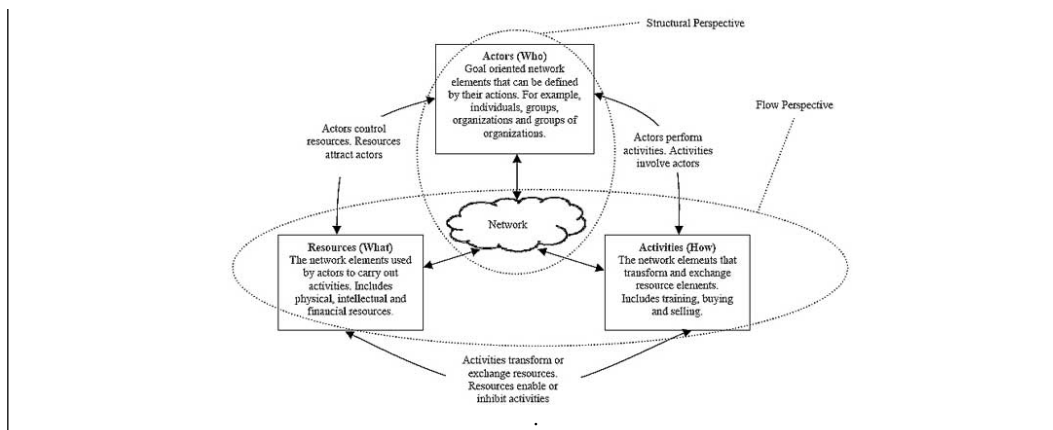 Structural Perspective
Actors (Who)
Goal oriented network
elements that can be defined
by their actions. For example,
individuals, groups,
organizations and groups of
organizations.
Flow Perspective
Actors control
resources. Resources
attract actors
Actors perform
activities. Activities
involve actors
Network
Resources (What)
The network elements used
by actors to carry out
activities. Includes
physical, intellectual and
financial resources.
Activities (How)
The network elements that
transform and exchange
resource elements.
Includes training, buying
and selling.
Activities transform or
exchange resources.
Resources enable or
inhibit activities
.